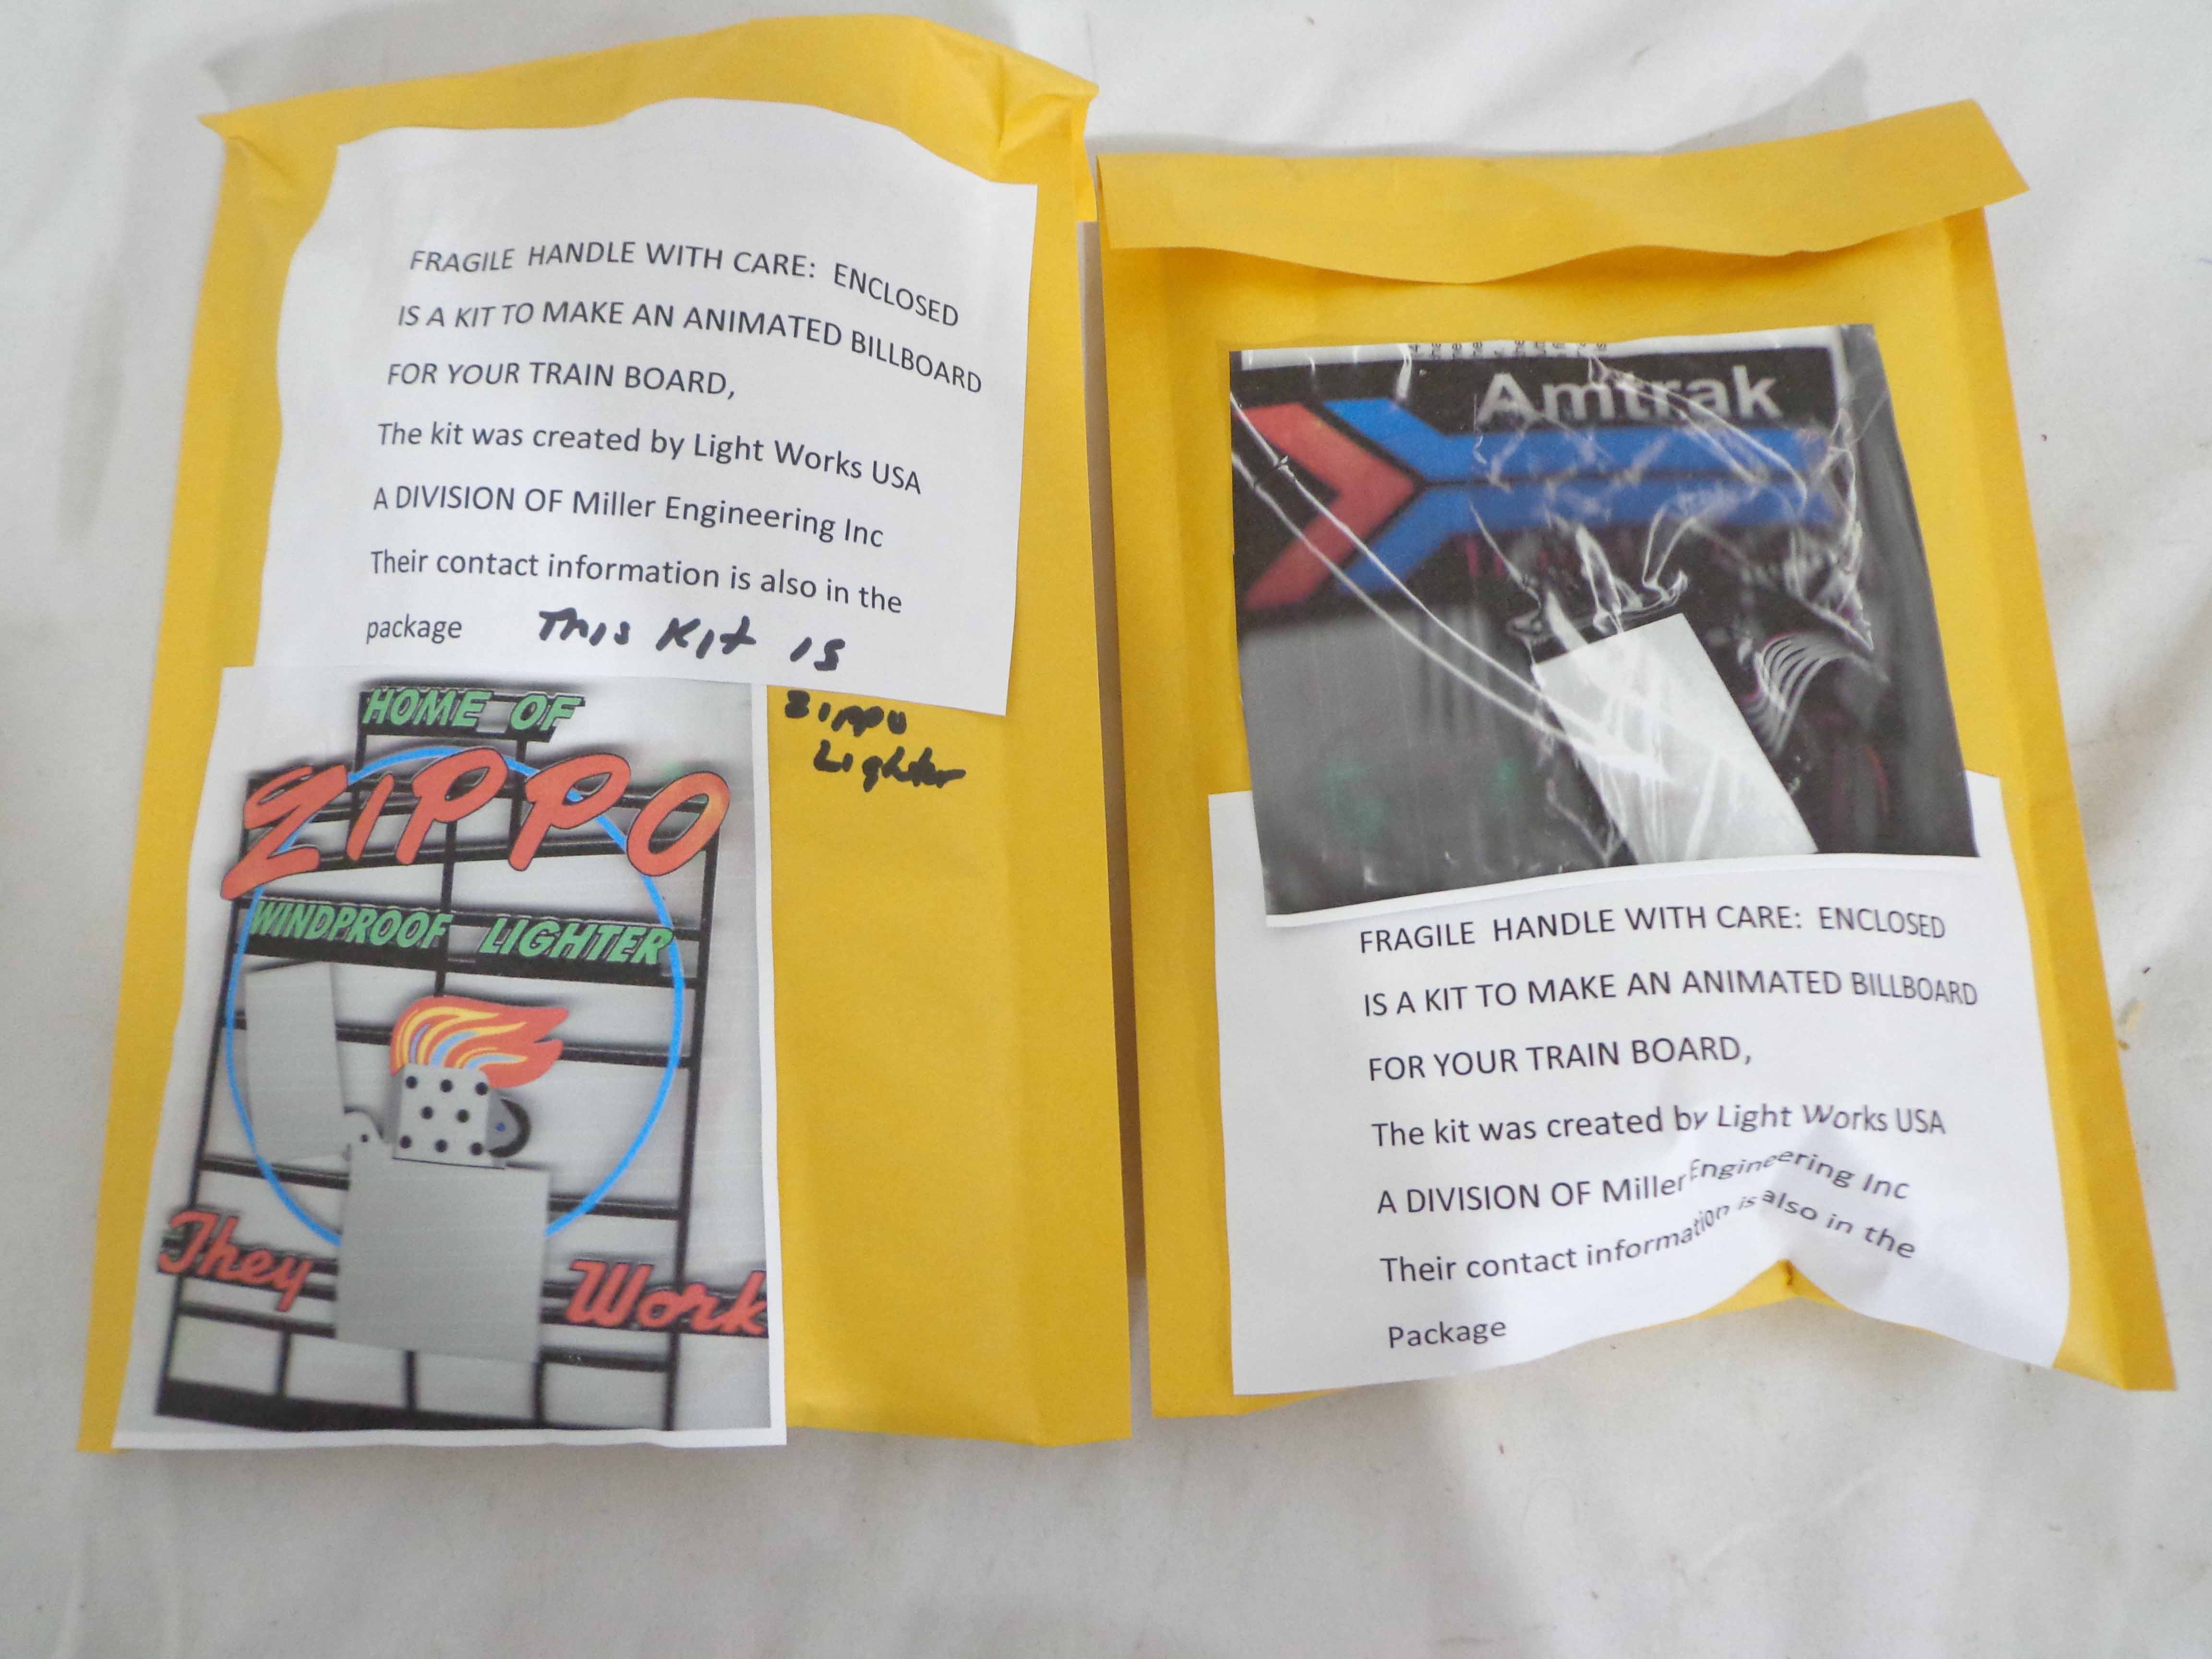 FRAGILE HANDLE WITH CARE: ENCLOSED
IS A KIT TO MAKE AN ANIMATED BILLBOARD
FOR YOUR TRAIN BOARD,
The kit was created by Light Works USA
A DIVISION OF Miller Engineering Inc
Their contact information is also in the
package This Kit is
Zippo
Lighter
HOME OF
ZIPPO
WINDPROOF LIGHTER
They Work
Amtrak
FRAGILE HANDLE WITH CARE: ENCLOSED
IS A KIT TO MAKE AN ANIMATED BILLBOARD
FOR YOUR TRAIN BOARD,
The kit was created by Light Works USA
A DIVISION OF Miller Engineering Inc
Their contact information is also in the
Package